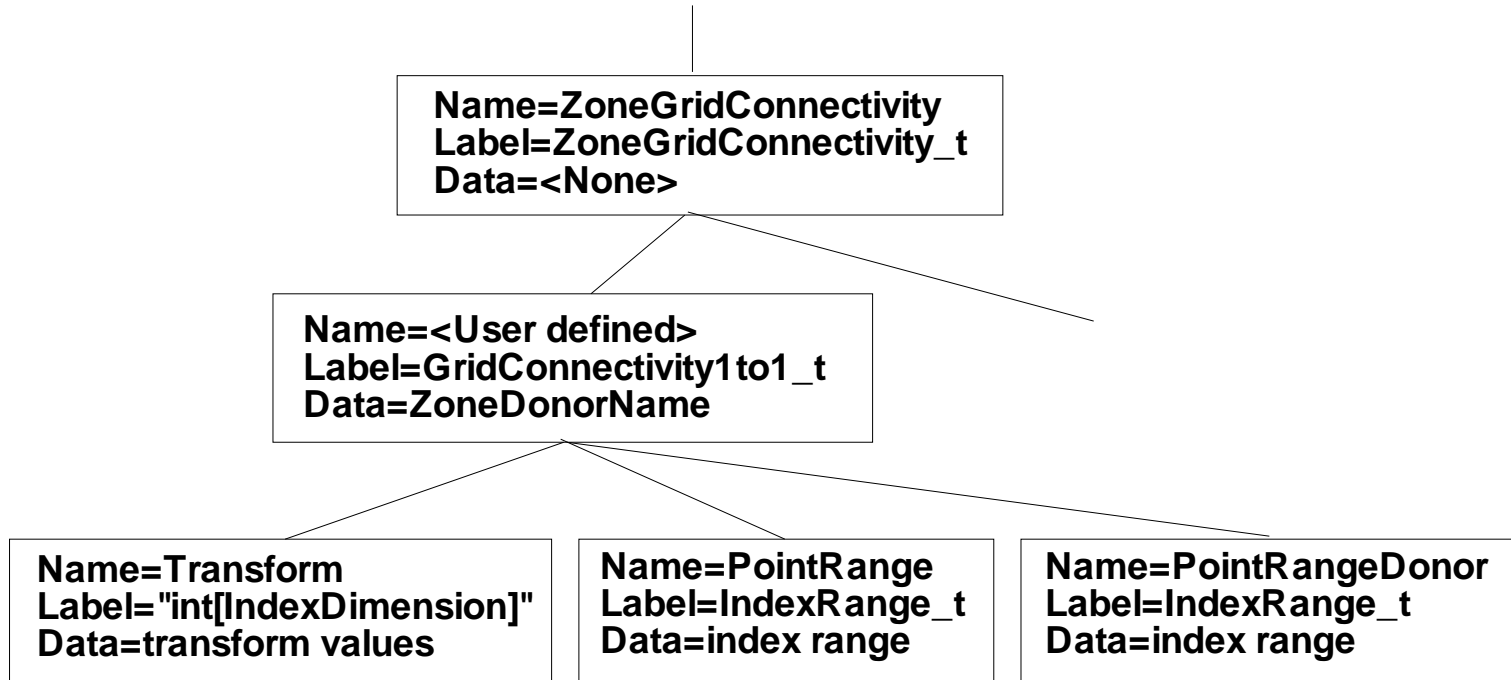 Name=ZoneGridConnectivity
Label=ZoneGridConnectivity_t
Data=<None>
Name=<User defined>
Label=GridConnectivity1to1_t
Data=ZoneDonorName
Name=Transform
Label="int[IndexDimension]"
Data=transform values
Name=PointRange
Label=IndexRange_t
Data=index range
Name=PointRangeDonor
Label=IndexRange_t
Data=index range